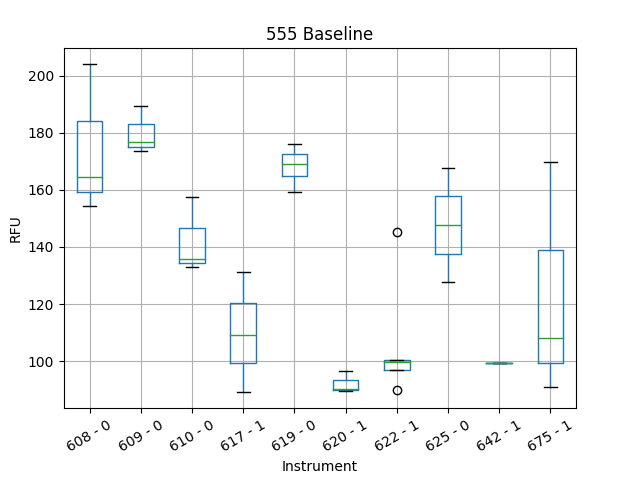 555 Baseline
200
180
160
140
120
100
RFU
608 - 0
609 - 0
610 - 0
617 - 1
619 - 0
620 - 1
622 - 1
625 - 0
642 - 1
675 - 1
Instrument